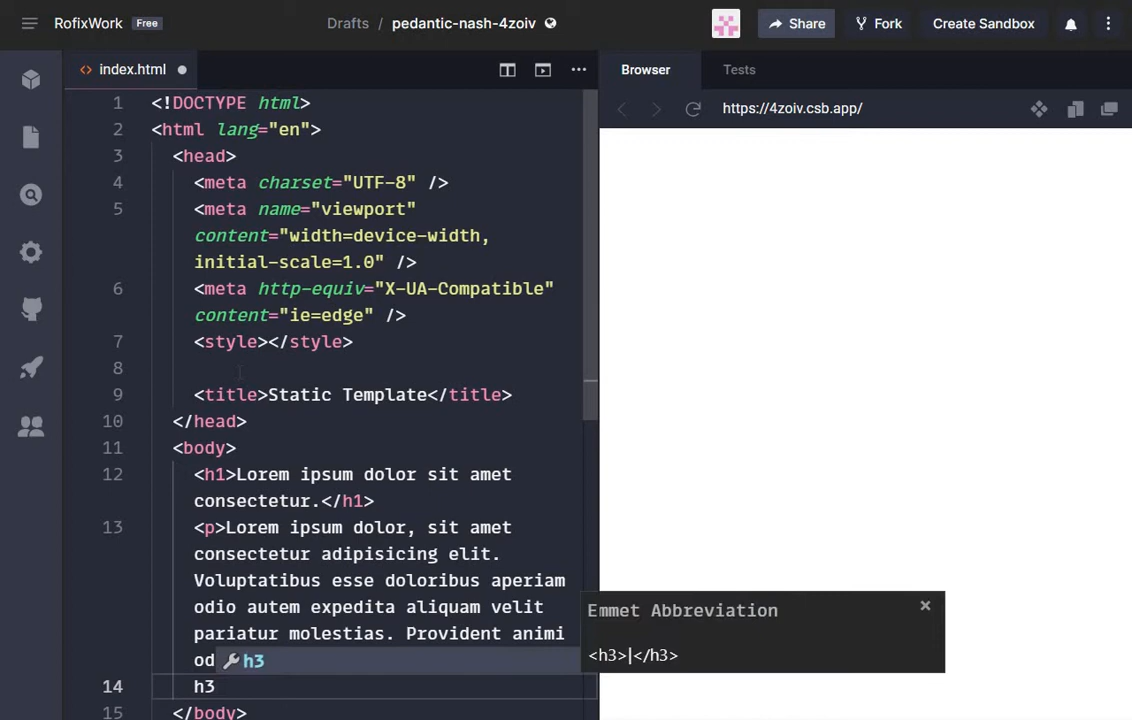 RofixWork Free Drafts / pedantic-nash-4zoiv Share Fork Create Sandbox
<> index.html Browser Tests
https://4zoiv.csb.app/
1 <!DOCTYPE html>
2 <html lang="en">
3 <head>
4 <meta charset="UTF-8" />
5 <meta name="viewport"
content="width=device-width,
initial-scale=1.0" />
6 <meta http-equiv="X-UA-Compatible"
content="ie=edge" />
7 <style></style>
8
9 <title>Static Template</title>
10 </head>
11 <body>
12 <h1>Lorem ipsum dolor sit amet
consectetur.</h1>
13 <p>Lorem ipsum dolor, sit amet
consectetur adipisicing elit.
Voluptatibus esse doloribus aperiam
odio autem expedita aliquam velit
pariatur molestias. Provident animi
od
h3
Emmet Abbreviation
<h3>|</h3>
14 h3
15 </body>